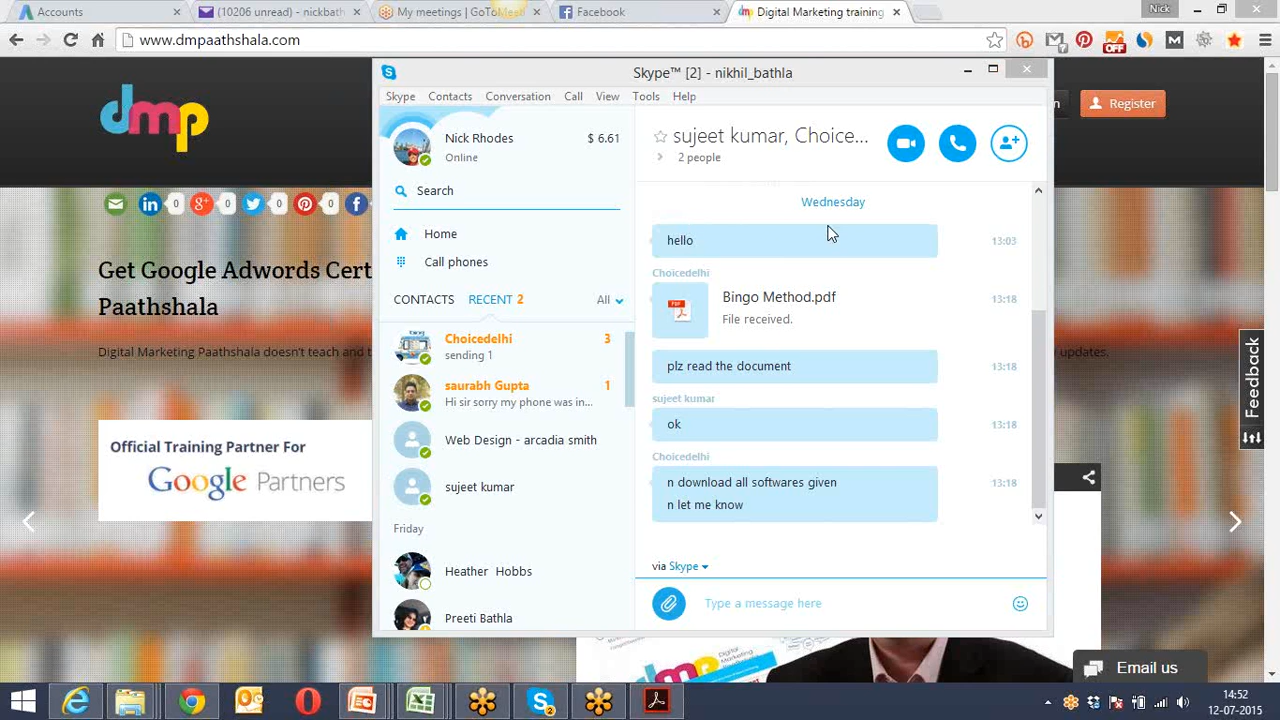 Accounts
(10206 unread) - nickbath
My meetings | GoToMeeti
Facebook
Digital Marketing training
Nick
www.dmpaathshala.com
OFF
dmp
Register
0
0
0
0
Get Google Adwords Cert
Paathshala
Digital Marketing Paathshala doesn't teach and t
updates.
Official Training Partner For
Google Partners
Skype™ [2] - nikhil_bathla
Skype Contacts Conversation Call View Tools Help
Nick Rhodes
$ 6.61
Online
Search
Home
Call phones
CONTACTS
RECENT 2
All
Choicedelhi
3
sending 1
saurabh Gupta
1
Hi sir sorry my phone was in...
Web Design - arcadia smith
sujeet kumar
Friday
Heather Hobbs
Preeti Bathla
sujeet kumar, Choice...
2 people
Wednesday
hello
13:03
Choicedelhi
PDF
Bingo Method.pdf
13:18
File received.
plz read the document
13:18
sujeet kumar
ok
13:18
Choicedelhi
n download all softwares given
13:18
n let me know
via Skype
Type a message here
Feedback
dmp
Email us
14:52
12-07-2015